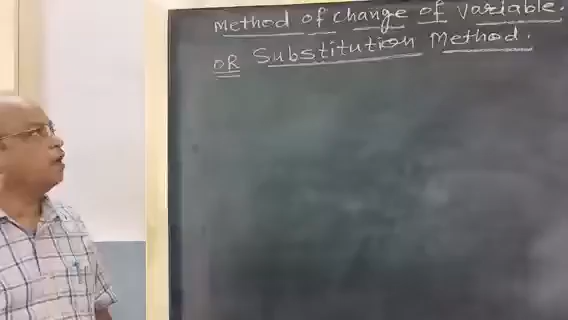 Method of change of Variable.
OR Substitution Method.